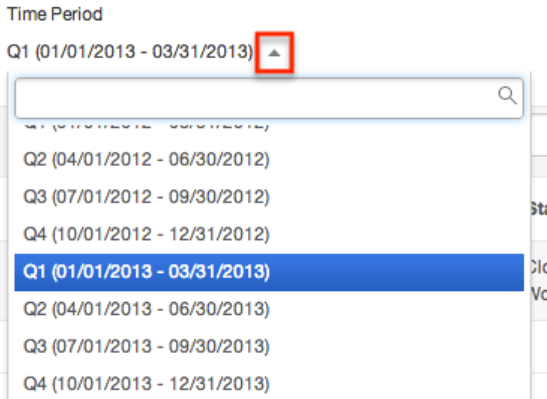 Time Period
Q1 (01/01/2013 - 03/31/2013)
Q2 (04/01/2012 - 06/30/2012)
Q3 (07/01/2012 - 09/30/2012)
Q4 (10/01/2012 - 12/31/2012)
Q1 (01/01/2013 - 03/31/2013)
Q2 (04/01/2013 - 06/30/2013)
Q3 (07/01/2013 - 09/30/2013)
Q4 (10/01/2013 - 12/31/2013)